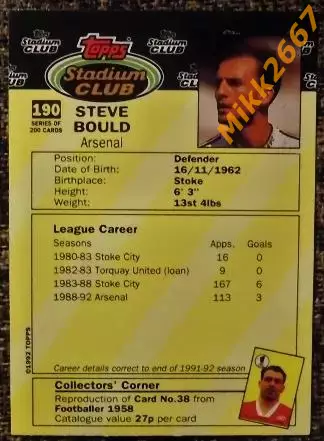 Topps
Stadium
CLUB
Topps
Stadium
CLUB
Topps
Stadium
CLUB
Mikk2667
190
SERIES OF
200 CARDS
STEVE
BOULD
Arsenal
Position: Defender
Date of Birth: 16/11/1962
Birthplace: Stoke
Height: 6' 3"
Weight: 13st 4lbs
League Career
Seasons Apps. Goals
1980-83 Stoke City 16 0
1982-83 Torquay United (loan) 9 0
1983-88 Stoke City 167 6
1988-92 Arsenal 113 3
Career details correct to end of 1991-92 season
©1992 TOPPS
Collectors' Corner
Reproduction of Card No.38 from
Footballer 1958
Catalogue value 27p per card